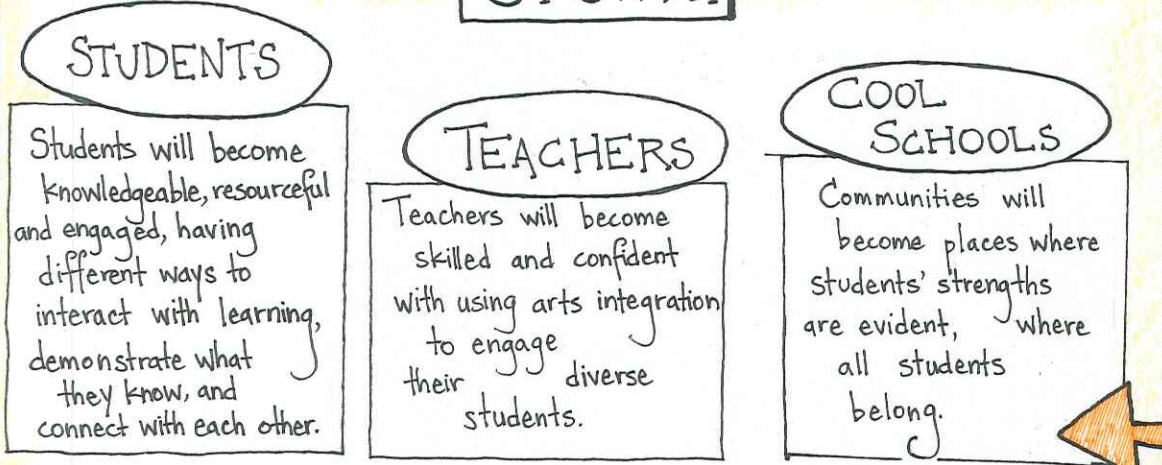 STUDENTS
Students will become
knowledgeable, resourceful
and engaged, having
different ways to
interact with learning,
demonstrate what
they know, and
connect with each other.
TEACHERS
Teachers will become
skilled and confident
with using arts integration
to engage
their diverse
students.
COOL
SCHOOLS
Communities will
become places where
students' strengths
are evident, where
all students
belong.